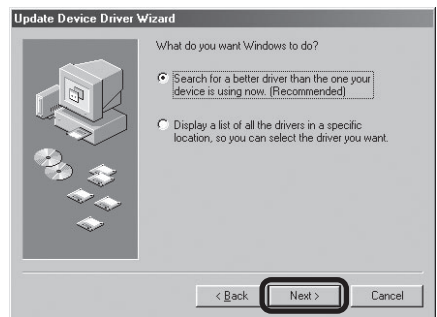 Update Device Driver Wizard
What do you want Windows to do?
Search for a better driver than the one your
device is using now. (Recommended)
Display a list of all the drivers in a specific
location, so you can select the driver you want.
< Back
Next >
Cancel